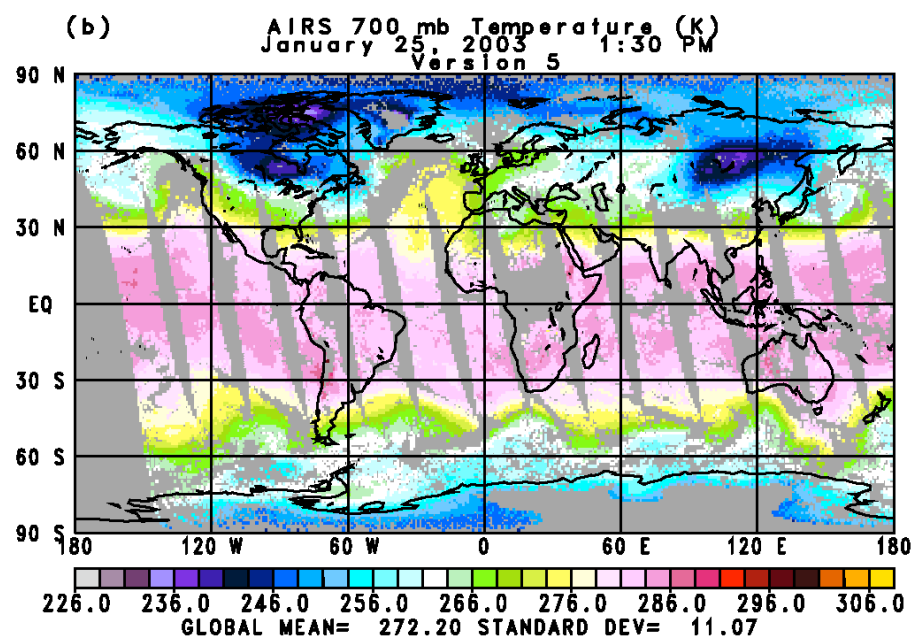 (b) AIRS 700 mb Temperature (K)
January 25, 2003 1:30 PM
Version 5
90 N
60 N
30 N
EQ
30 S
60 S
90 S
180 120 W 60 W 0 60 E 120 E 180
226.0 236.0 246.0 256.0 266.0 276.0 286.0 296.0 306.0
GLOBAL MEAN= 272.20 STANDARD DEV= 11.07